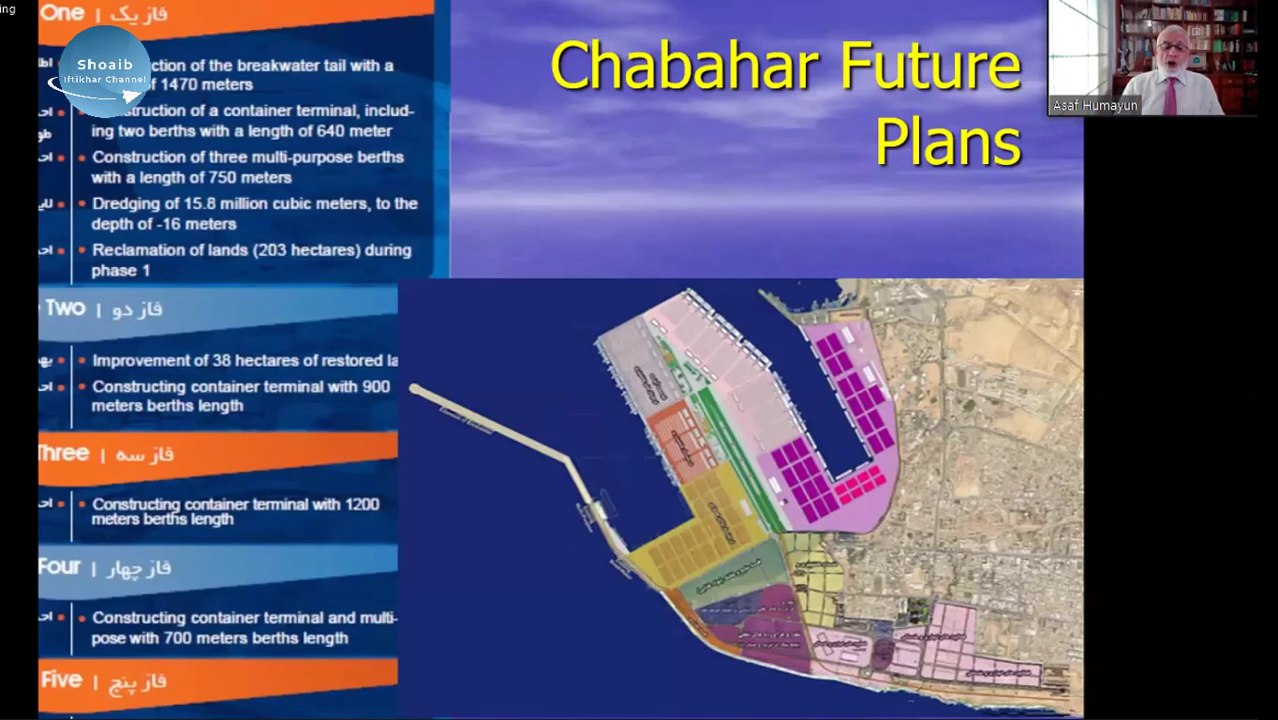 ing
One | فاز یک
Shoaib
Iftikhar Channel
ction of the breakwater tail with a
of 1470 meters
struction of a container terminal, includ-
ing two berths with a length of 640 meter
Construction of three multi-purpose berths
with a length of 750 meters
Dredging of 15.8 million cubic meters, to the
depth of -16 meters
Reclamation of lands (203 hectares) during
phase 1
Two | فاز دو
Improvement of 38 hectares of restored la
Constructing container terminal with 900
meters berths length
Three | فاز سه
Constructing container terminal with 1200
meters berths length
Four | فاز چهار
Constructing container terminal and multi-
pose with 700 meters berths length
Five | فاز پنج
Chabahar Future
Plans
Asaf Humayun